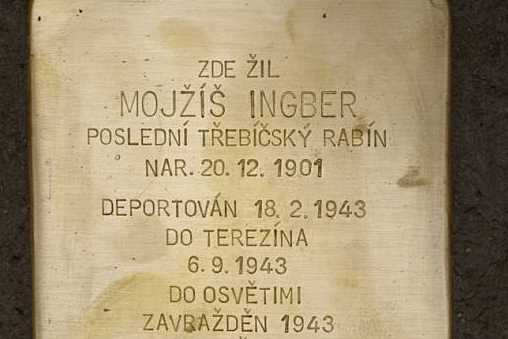 ZDE ŽIL
MOJŽÍŠ INGBER
POSLEDNÍ TŘEBÍČSKÝ RABÍN
NAR. 20. 12. 1901
DEPORTOVÁN 18. 2. 1943
DO TEREZÍNA
6. 9. 1943
DO OSVĚTIMI
ZAVRAŽDĚN 1943